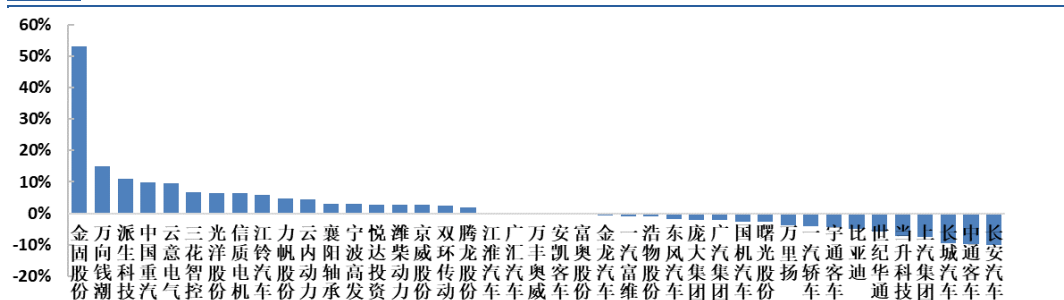 60%
50%
40%
30%
20%
10%
0%
-10%
-20%
金固股份
万向钱潮
派生科技
中国重汽
云意电气
三花智控
光洋股份
信质电机
江铃汽车
力帆股份
云内动力
襄阳轴承
宁波高发
悦达投资
潍柴动力
京威股份
双环传动
腾龙股份
江淮汽车
广汇汽车
万丰奥威
安凯客车
富奥股份
金龙汽车
一汽富维
浩物股份
东风汽车
庞大集团
广汽集团
国机汽车
曙光股份
万里扬
一汽轿车
宇通客车
比亚迪
世纪华通
当升科技
上汽集团
长城汽车
中通客车
长安汽车